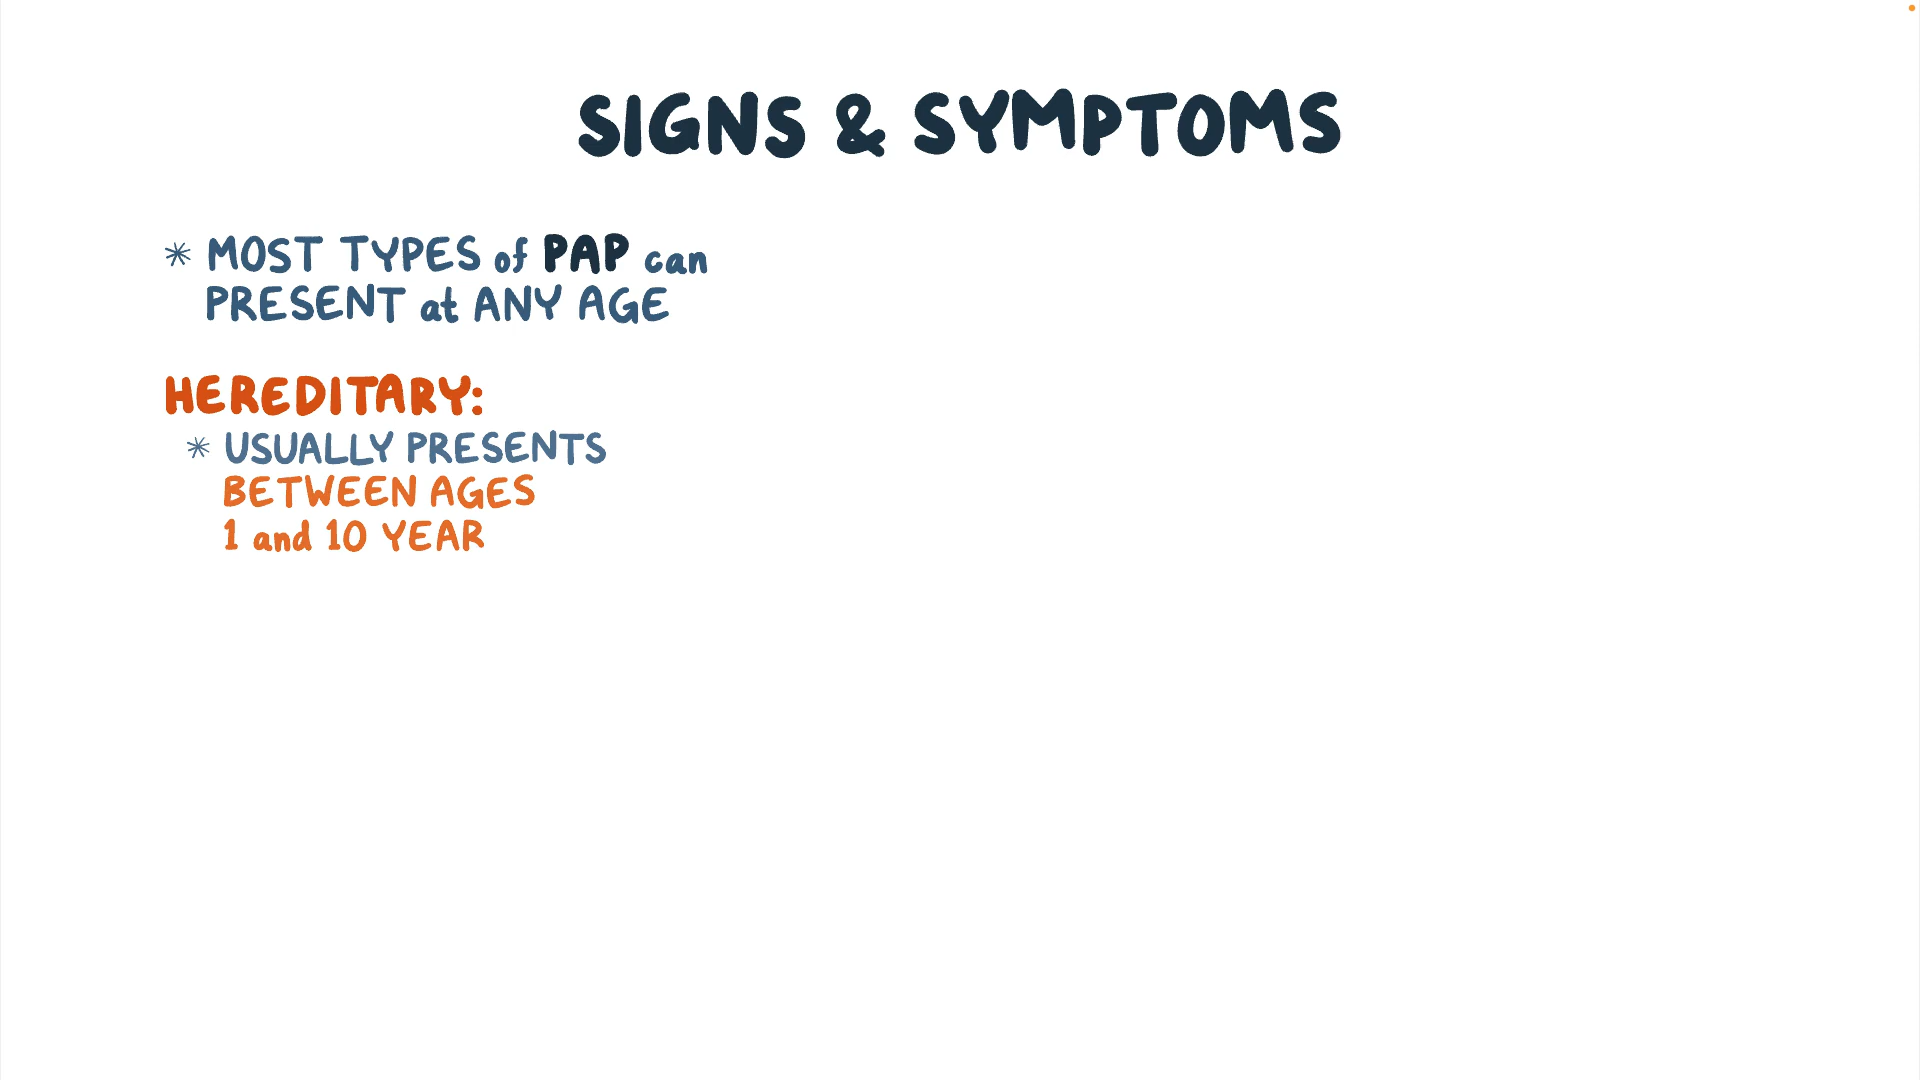 SIGNS & SYMPTOMS
* MOST TYPES of PAP can
PRESENT at ANY AGE
HEREDITARY:
* USUALLY PRESENTS
BETWEEN AGES
1 and 10 YEAR